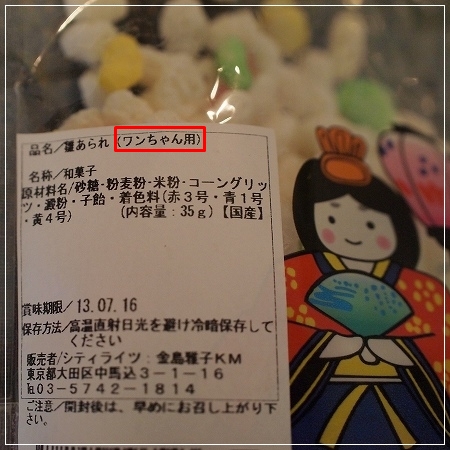 品名／雛あられ(ワンちゃん用)
名称／和菓子
原材料名／砂糖・粉麦粉・米粉・コーングリッ
ツ・澱粉・子飴・着色料(赤3号・青1号
・黄4号) (内容量：35g)【国産】
賞味期限／13.07.16
保存方法／高温直射日光を避け冷暗保存して
ください
販売者／シティライツ：金島雅子KM
東京都大田区中馬込3－1－16
℡03－5742－1814
ご注意／開封後は、早めにお召し上がり下
さい。